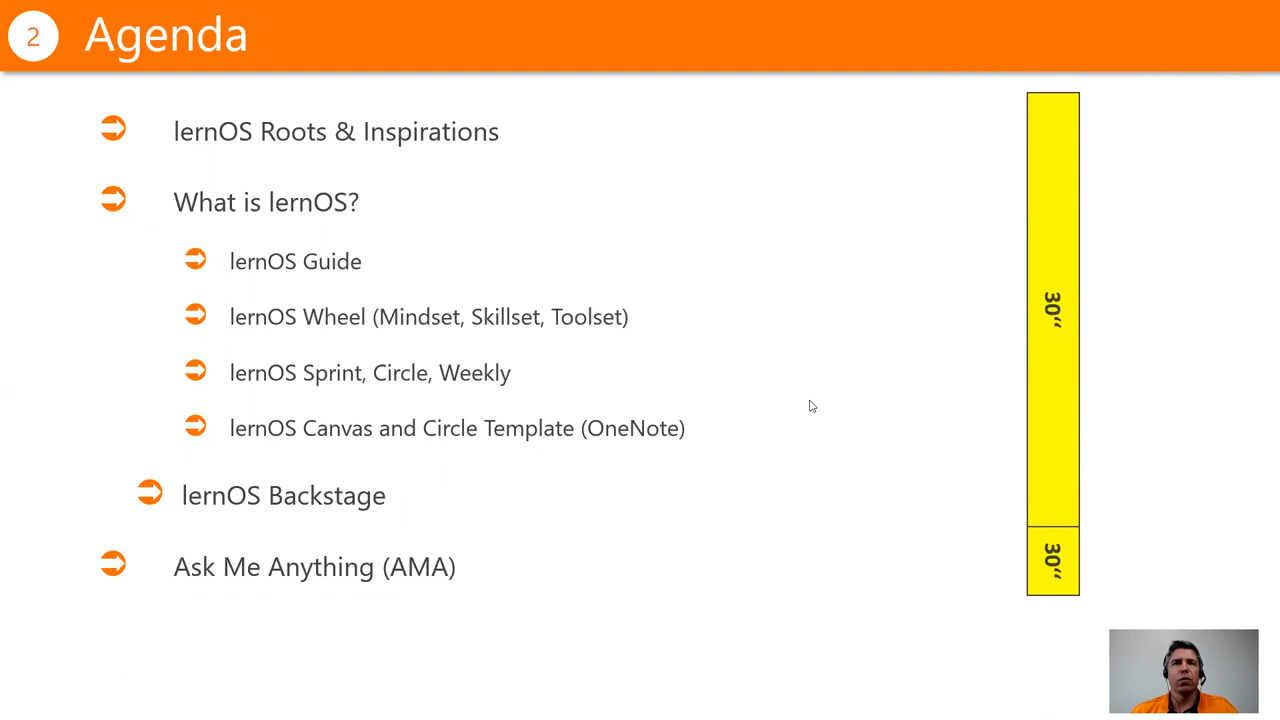 2
Agenda
lernOS Roots & Inspirations
What is lernOS?
lernOS Guide
lernOS Wheel (Mindset, Skillset, Toolset)
lernOS Sprint, Circle, Weekly
lernOS Canvas and Circle Template (OneNote)
lernOS Backstage
Ask Me Anything (AMA)
30‘‘
30‘‘